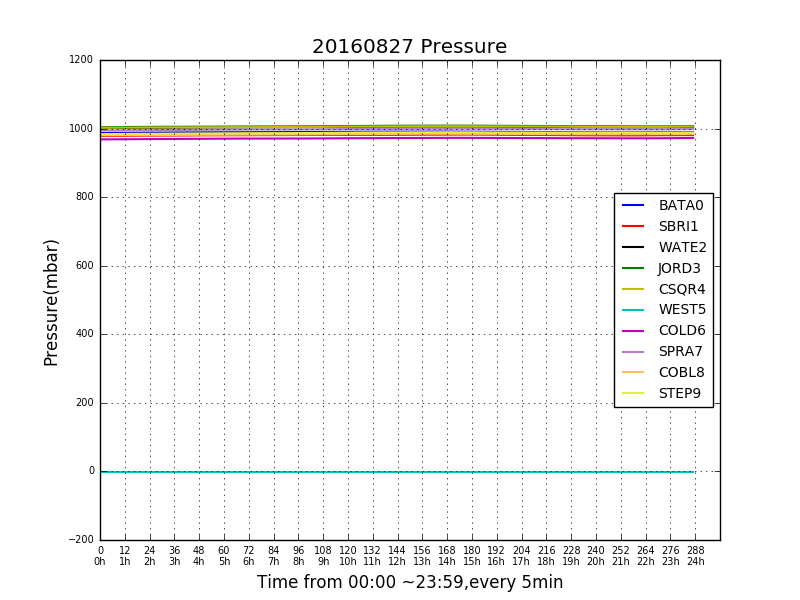 20160827 Pressure
1200
1000
800
600
400
200
0
−200
Pressure(mbar)
BATA0
SBRI1
WATE2
JORD3
CSQR4
WEST5
COLD6
SPRA7
COBL8
STEP9
0 12 24 36 48 60 72 84 96 108 120 132 144 156 168 180 192 204 216 228 240 252 264 276 288
0h 1h 2h 3h 4h 5h 6h 7h 8h 9h 10h 11h 12h 13h 14h 15h 16h 17h 18h 19h 20h 21h 22h 23h 24h
Time from 00:00 ~23:59,every 5min